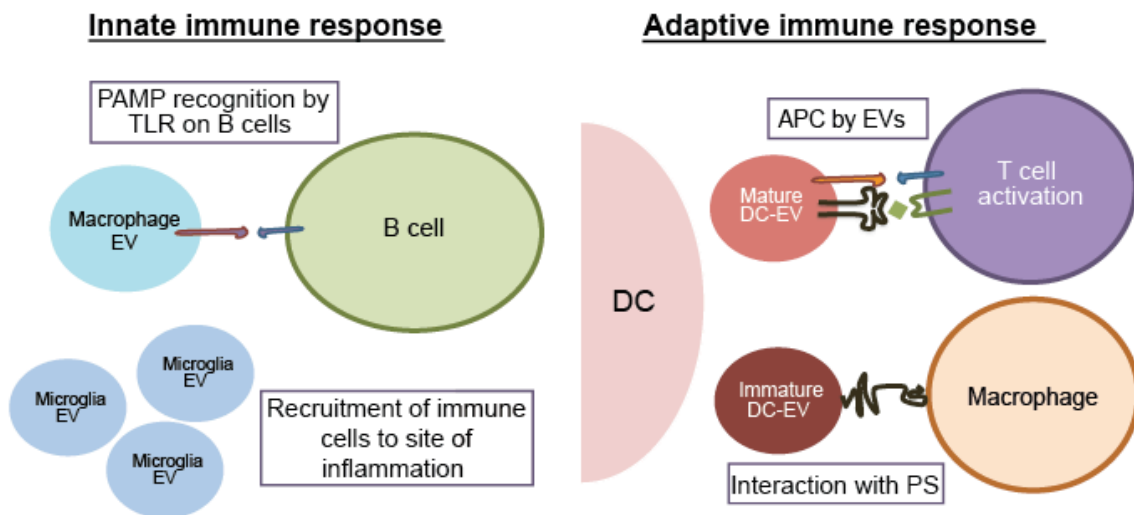 Innate immune response
PAMP recognition by
TLR on B cells
Macrophage
EV
B cell
Microglia
EV
Microglia
EV
Microglia
EV
Recruitment of immune
cells to site of
inflammation
Adaptive immune response
DC
APC by EVs
Mature
DC-EV
T cell
activation
Immature
DC-EV
Macrophage
Interaction with PS